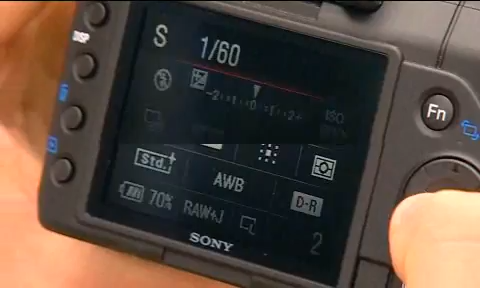 S 1/60
DISP
Fn
-2··1··0··1··2+
ISO
Std.+
AWB
D-R
70% RAW+J
2
SONY